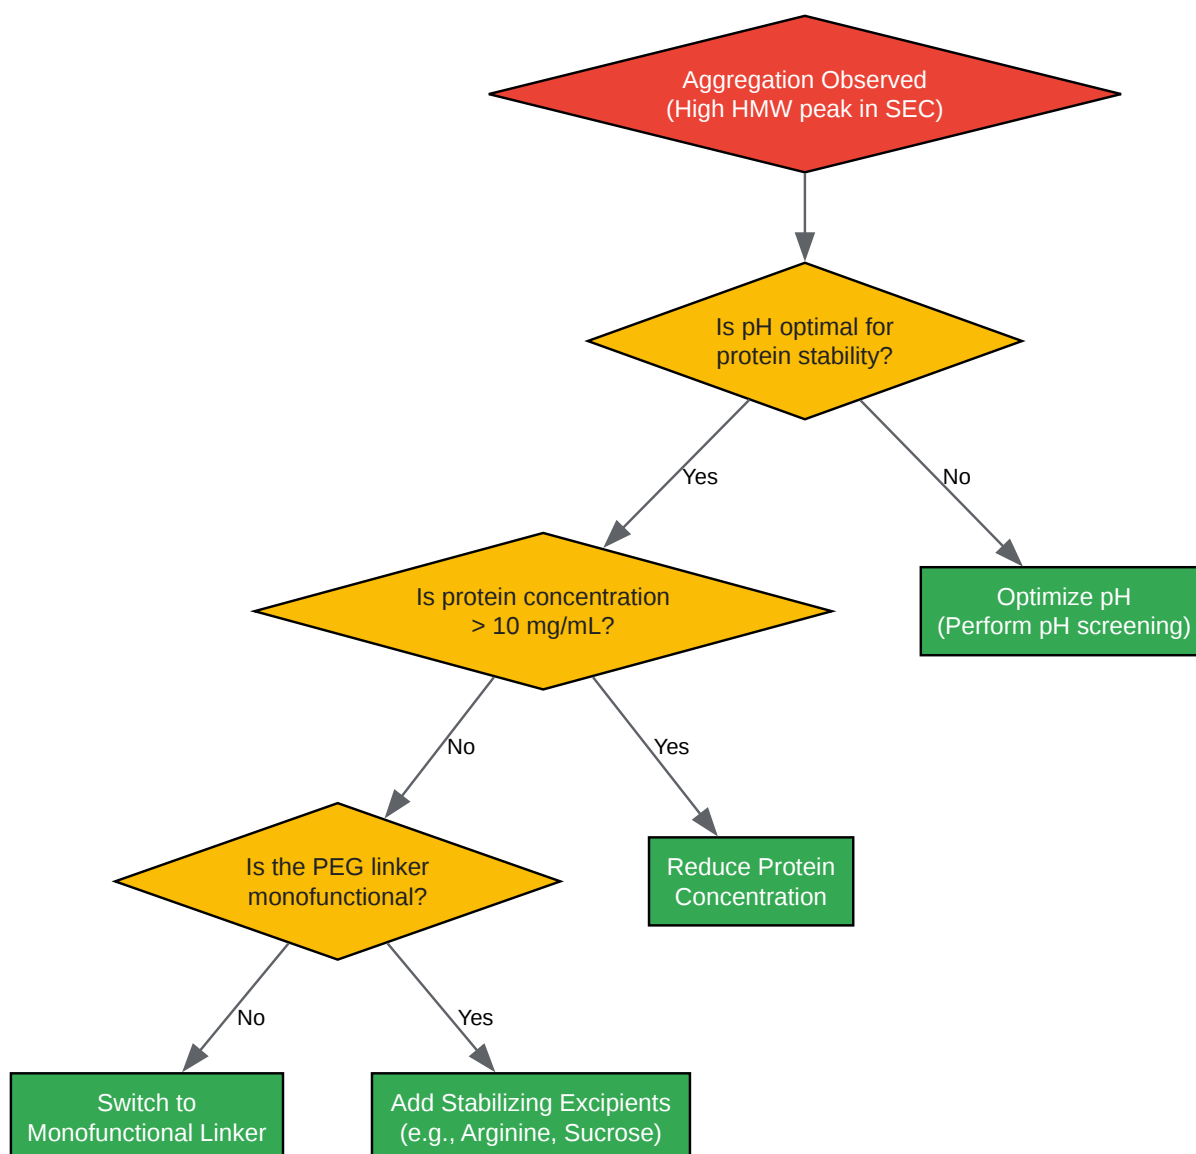 Aggregation Observed
(High HMW peak in SEC)
Is pH optimal for
protein stability?
Yes
No
Is protein concentration
> 10 mg/mL?
Optimize pH
(Perform pH screening)
No
Yes
Is the PEG linker
monofunctional?
Reduce Protein
Concentration
No
Yes
Switch to
Monofunctional Linker
Add Stabilizing Excipients
(e.g., Arginine, Sucrose)